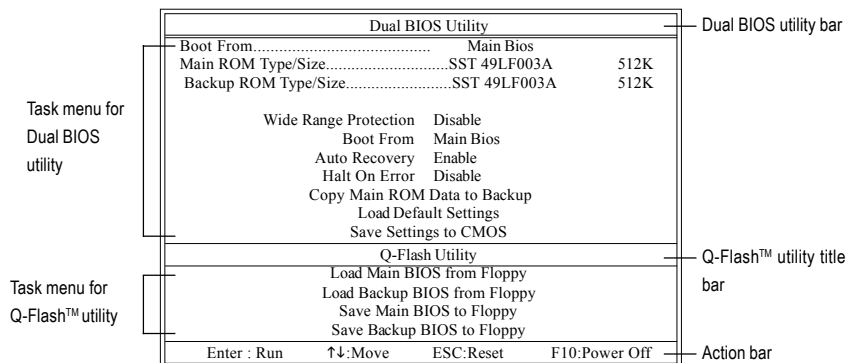 Dual BIOS Utility
Dual BIOS utility bar
Boot From.......................................... Main Bios
Main ROM Type/Size.............................SST 49LF003A 512K
Backup ROM Type/Size.........................SST 49LF003A 512K
Task menu for
Dual BIOS
utility
Wide Range Protection Disable
Boot From Main Bios
Auto Recovery Enable
Halt On Error Disable
Copy Main ROM Data to Backup
Load Default Settings
Save Settings to CMOS
Q-Flash Utility
Q-Flash™ utility title
bar
Task menu for
Q-Flash™ utility
Load Main BIOS from Floppy
Load Backup BIOS from Floppy
Save Main BIOS to Floppy
Save Backup BIOS to Floppy
Enter : Run ↑↓:Move ESC:Reset F10:Power Off
Action bar